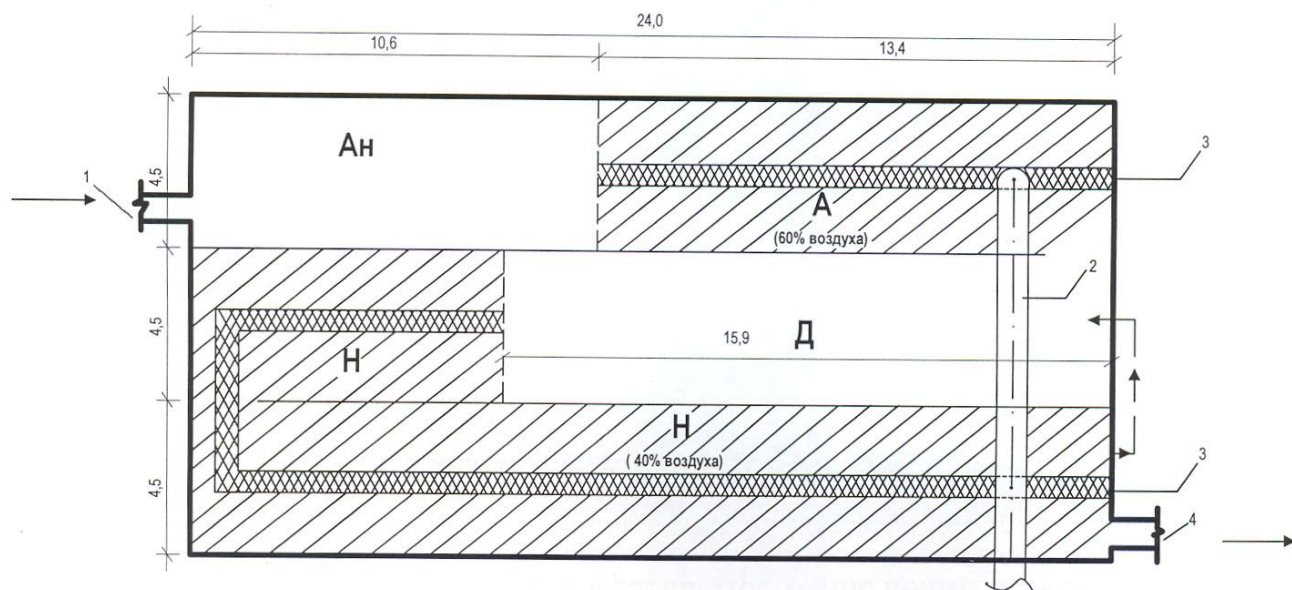 24,0
10,6
13,4
Ан
3
4,5
1
А
(60% воздуха)
2
4,5
15,9
Д
Н
Н
( 40% воздуха)
4,5
3
4